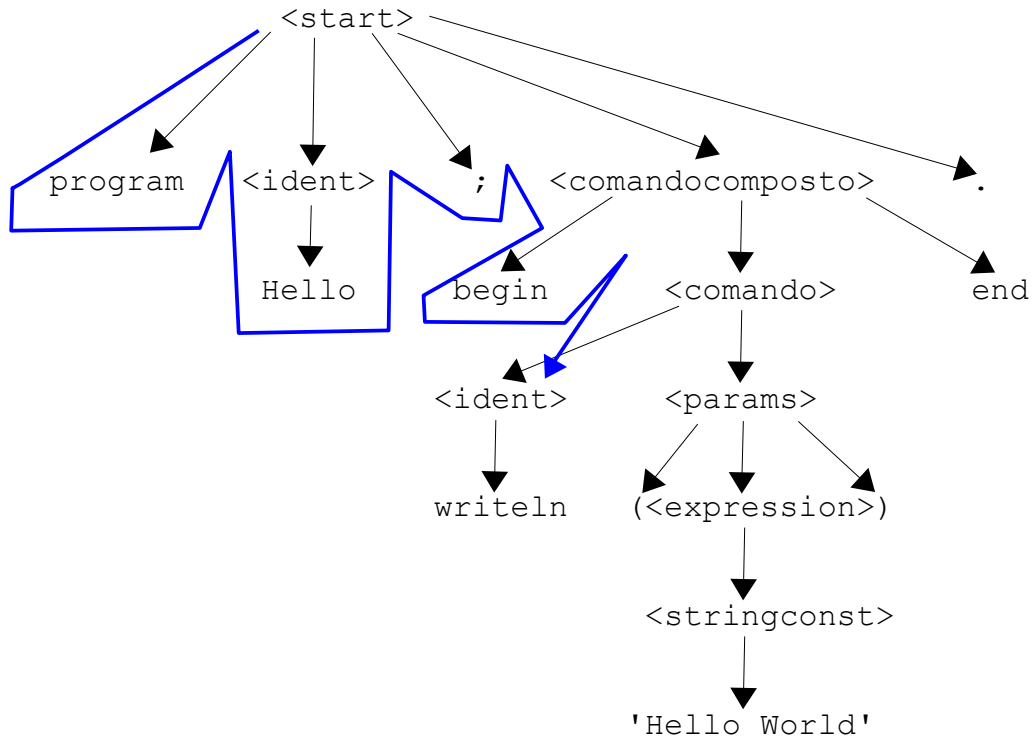 <start>
program <ident> ; <comandocomposto> .
Hello begin <comando> end
<ident> <params>
writeln (<expression>)
<stringconst>
'Hello World'